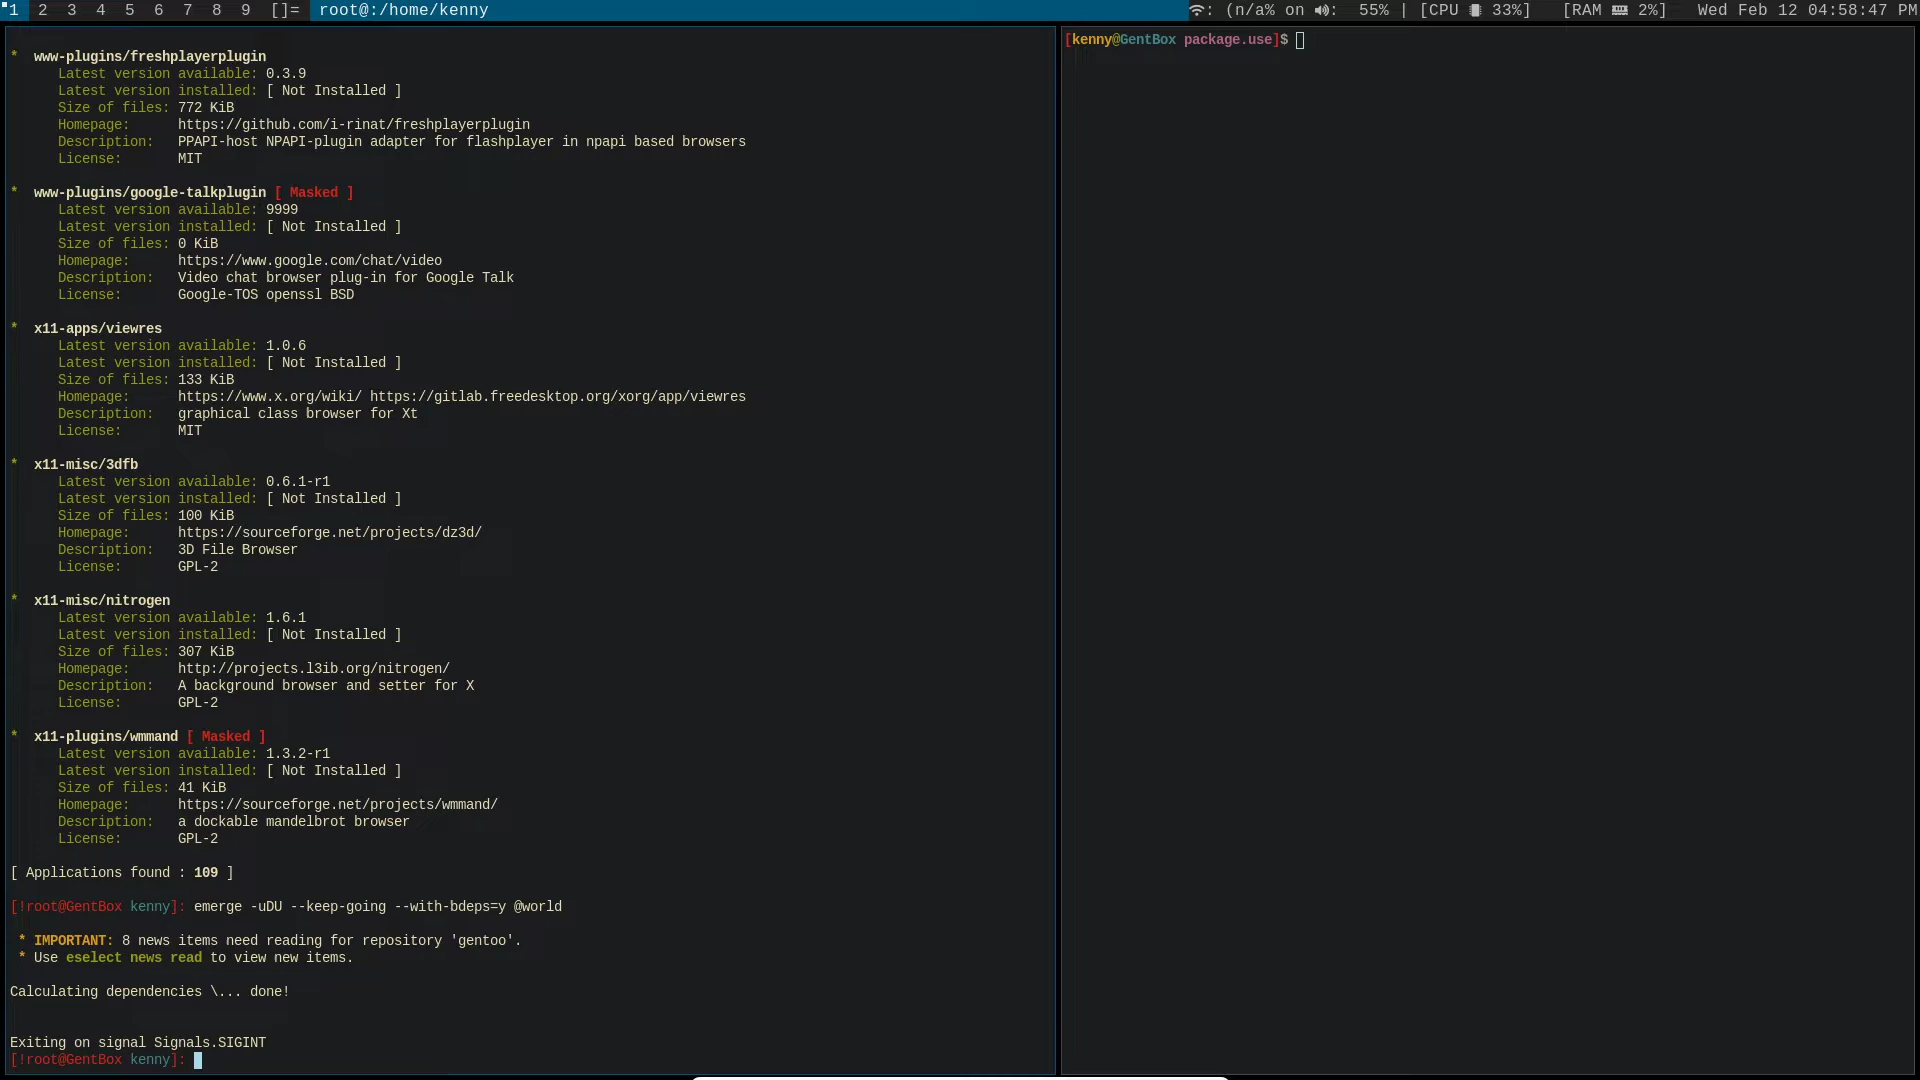 1 2 3 4 5 6 7 8 9 []= root@:/home/kenny : (n/a% on : 55% | [CPU 33%] [RAM 2%] Wed Feb 12 04:58:47 PM
* www-plugins/freshplayerplugin
Latest version available: 0.3.9
Latest version installed: [ Not Installed ]
Size of files: 772 KiB
Homepage: https://github.com/i-rinat/freshplayerplugin
Description: PPAPI-host NPAPI-plugin adapter for flashplayer in npapi based browsers
License: MIT
* www-plugins/google-talkplugin [ Masked ]
Latest version available: 9999
Latest version installed: [ Not Installed ]
Size of files: 0 KiB
Homepage: https://www.google.com/chat/video
Description: Video chat browser plug-in for Google Talk
License: Google-TOS openssl BSD
* x11-apps/viewres
Latest version available: 1.0.6
Latest version installed: [ Not Installed ]
Size of files: 133 KiB
Homepage: https://www.x.org/wiki/ https://gitlab.freedesktop.org/xorg/app/viewres
Description: graphical class browser for Xt
License: MIT
* x11-misc/3dfb
Latest version available: 0.6.1-r1
Latest version installed: [ Not Installed ]
Size of files: 100 KiB
Homepage: https://sourceforge.net/projects/dz3d/
Description: 3D File Browser
License: GPL-2
* x11-misc/nitrogen
Latest version available: 1.6.1
Latest version installed: [ Not Installed ]
Size of files: 307 KiB
Homepage: http://projects.l3ib.org/nitrogen/
Description: A background browser and setter for X
License: GPL-2
* x11-plugins/wmmand [ Masked ]
Latest version available: 1.3.2-r1
Latest version installed: [ Not Installed ]
Size of files: 41 KiB
Homepage: https://sourceforge.net/projects/wmmand/
Description: a dockable mandelbrot browser
License: GPL-2
[ Applications found : 109 ]
[!root@GentBox kenny]: emerge -uDU --keep-going --with-bdeps=y @world
* IMPORTANT: 8 news items need reading for repository 'gentoo'.
* Use eselect news read to view new items.
Calculating dependencies \... done!
Exiting on signal Signals.SIGINT
[!root@GentBox kenny]:
[kenny@GentBox package.use]$